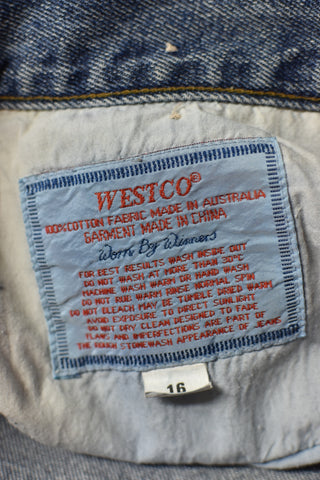 WESTCO®
100% COTTON FABRIC MADE IN AUSTRALIA
GARMENT MADE IN CHINA
Worn By Winners
FOR BEST RESULTS WASH INSIDE OUT
DO NOT WASH AT MORE THAN 30°C
MACHINE WASH WARM OR HAND WASH
DO NOT RUB WARM RINSE NORMAL SPIN
DO NOT BLEACH MAY BE TUMBLE DRIED WARM
AVOID EXPOSURE TO DIRECT SUNLIGHT
DO NOT DRY CLEAN DESIGNED TO FADE
FLAWS AND IMPERFECTIONS ARE PART OF
THE ROUGH STONEWASH APPEARANCE OF JEANS
16